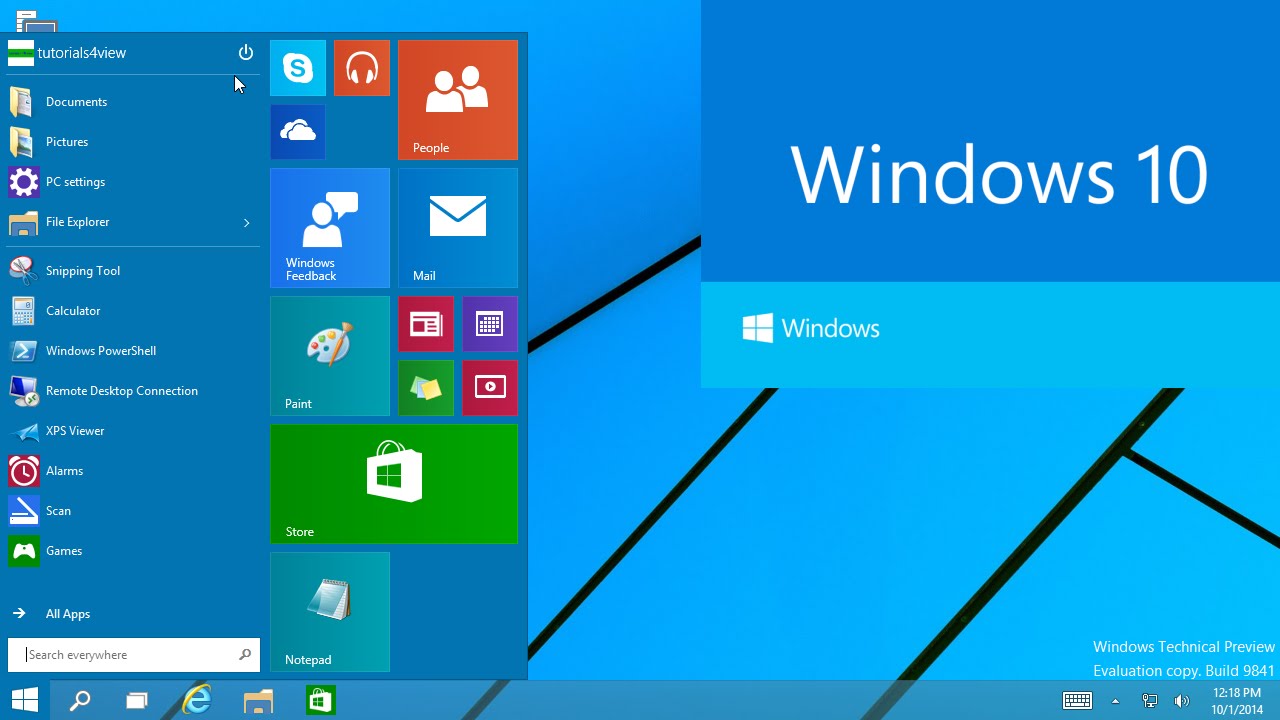 tutorials4view
Documents
Pictures
PC settings
File Explorer
Snipping Tool
Calculator
Windows PowerShell
Remote Desktop Connection
XPS Viewer
Alarms
Scan
Games
All Apps
Search everywhere
People
Windows
Feedback
Mail
Paint
Store
Notepad
Windows 10
Windows
Windows Technical Preview
Evaluation copy. Build 9841
12:18 PM
10/1/2014